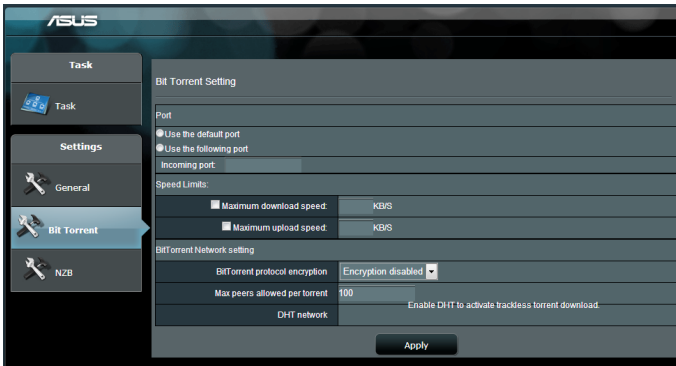 ASUS
Task
Task
Settings
General
Bit Torrent
NZB
Bit Torrent Setting
Port
Use the default port
Use the following port
Incoming port:
Speed Limits:
Maximum download speed: KB/S
Maximum upload speed: KB/S
BitTorrent Network setting
BitTorrent protocol encryption Encryption disabled
Max peers allowed per torrent 100
Enable DHT to activate trackless torrent download.
DHT network
Apply